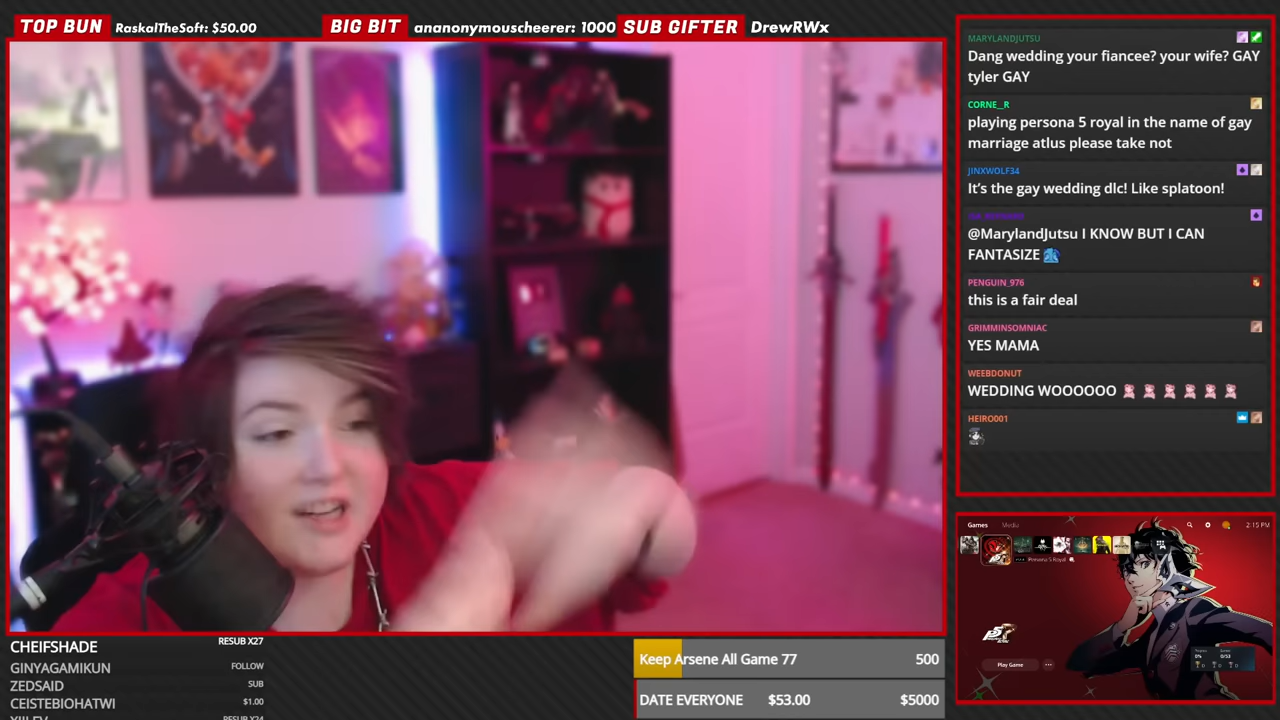 TOP BUN RaskalTheSoft: $50.00 BIG BIT ananonymouscheerer: 1000 SUB GIFTER DrewRWx
MARYLANDJUTSU
Dang wedding your fiancee? your wife? GAY
tyler GAY
CORNE__R
playing persona 5 royal in the name of gay
marriage atlus please take not
JINXWOLF34
It's the gay wedding dlc! Like splatoon!
@MarylandJutsu I KNOW BUT I CAN
FANTASIZE
PENGUIN_976
this is a fair deal
GRIMMINSOMNIAC
YES MAMA
WEEBDONUT
WEDDING WOOOOOO
HEIRO001
Games Media 2:15 PM
Persona 5 Royal
Play Game
CHEIFSHADE RESUB X27
GINYAGAMIKUN FOLLOW
ZEDSAID SUB
CEISTEBIOHATWI $1.00
Keep Arsene All Game 77 500
DATE EVERYONE $53.00 $5000